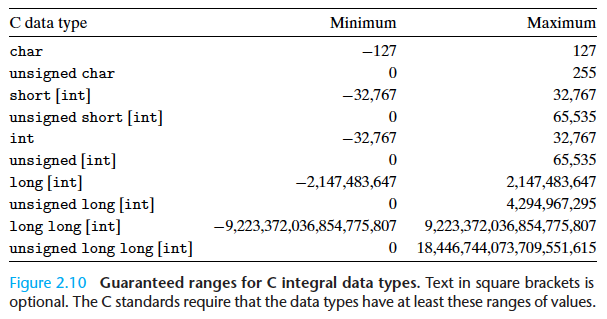 C data type Minimum Maximum
char −127 127
unsigned char 0 255
short [int] −32,767 32,767
unsigned short [int] 0 65,535
int −32,767 32,767
unsigned [int] 0 65,535
long [int] −2,147,483,647 2,147,483,647
unsigned long [int] 0 4,294,967,295
long long [int] −9,223,372,036,854,775,807 9,223,372,036,854,775,807
unsigned long long [int] 0 18,446,744,073,709,551,615
Figure 2.10 Guaranteed ranges for C integral data types. Text in square brackets is
optional. The C standards require that the data types have at least these ranges of values.